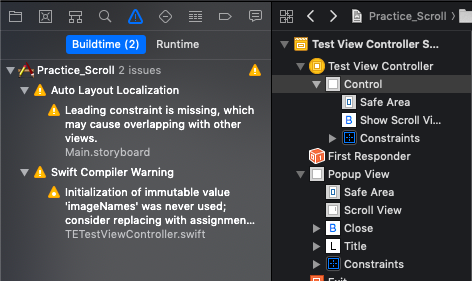 Buildtime (2)
Runtime
Practice_Scroll 2 issues
Auto Layout Localization
Leading constraint is missing, which
may cause overlapping with other
views.
Main.storyboard
Swift Compiler Warning
Initialization of immutable value
'imageNames' was never used;
consider replacing with assignmen...
TETestViewController.swift
Practice_Scroll
Test View Controller S...
Test View Controller
Control
Safe Area
B Show Scroll Vi...
Constraints
First Responder
Popup View
Safe Area
Scroll View
B Close
L Title
Constraints
Exit